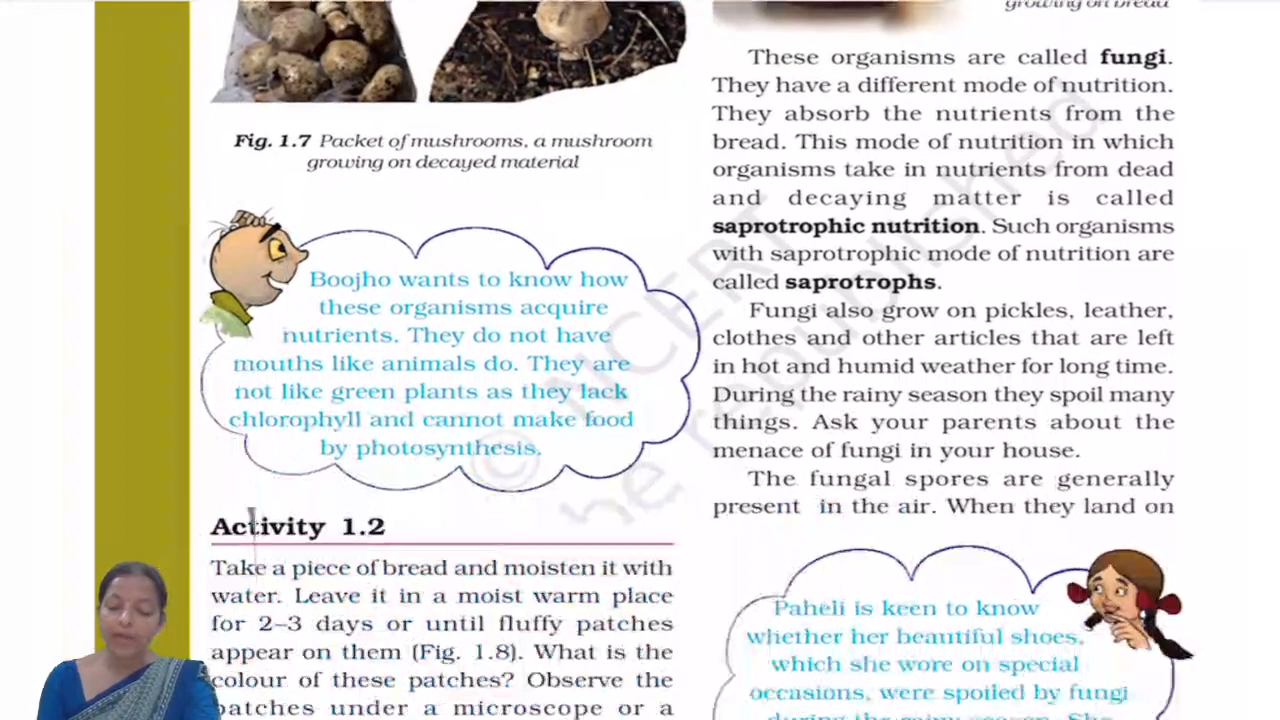 Fig. 1.7 Packet of mushrooms, a mushroom
growing on decayed material
Boojho wants to know how
these organisms acquire
nutrients. They do not have
mouths like animals do. They are
not like green plants as they lack
chlorophyll and cannot make food
by photosynthesis.
Activity 1.2
Take a piece of bread and moisten it with
water. Leave it in a moist warm place
for 2–3 days or until fluffy patches
appear on them (Fig. 1.8). What is the
colour of these patches? Observe the
patches under a microscope or a
growing on bread
These organisms are called fungi.
They have a different mode of nutrition.
They absorb the nutrients from the
bread. This mode of nutrition in which
organisms take in nutrients from dead
and decaying matter is called
saprotrophic nutrition. Such organisms
with saprotrophic mode of nutrition are
called saprotrophs.
Fungi also grow on pickles, leather,
clothes and other articles that are left
in hot and humid weather for long time.
During the rainy season they spoil many
things. Ask your parents about the
menace of fungi in your house.
The fungal spores are generally
present in the air. When they land on
Paheli is keen to know
whether her beautiful shoes,
which she wore on special
occasions, were spoiled by fungi
during the rainy season. She
© NCERT
be republished